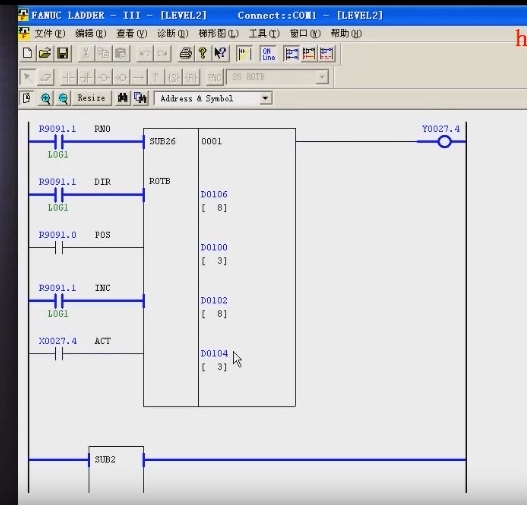 FANUC LADDER - III - [LEVEL2] Connect::COM1 - [LEVEL2]
h
文件(F) 编辑(E) 查看(V) 诊断(D) 梯形图(L) 工具(T) 窗口(W) 帮助(H)
ON Line
(S) (R) FNC 26 ROTB
Resize Address & Symbol
R9091.1 RN0 Y0027.4
SUB26 0001
LOG1
R9091.1 DIR ROTB
D0106
LOG1 [ 8]
R9091.0 POS
D0100
[ 3]
R9091.1 INC
D0102
LOG1 [ 8]
X0027.4 ACT
D0104
[ 3]
SUB2